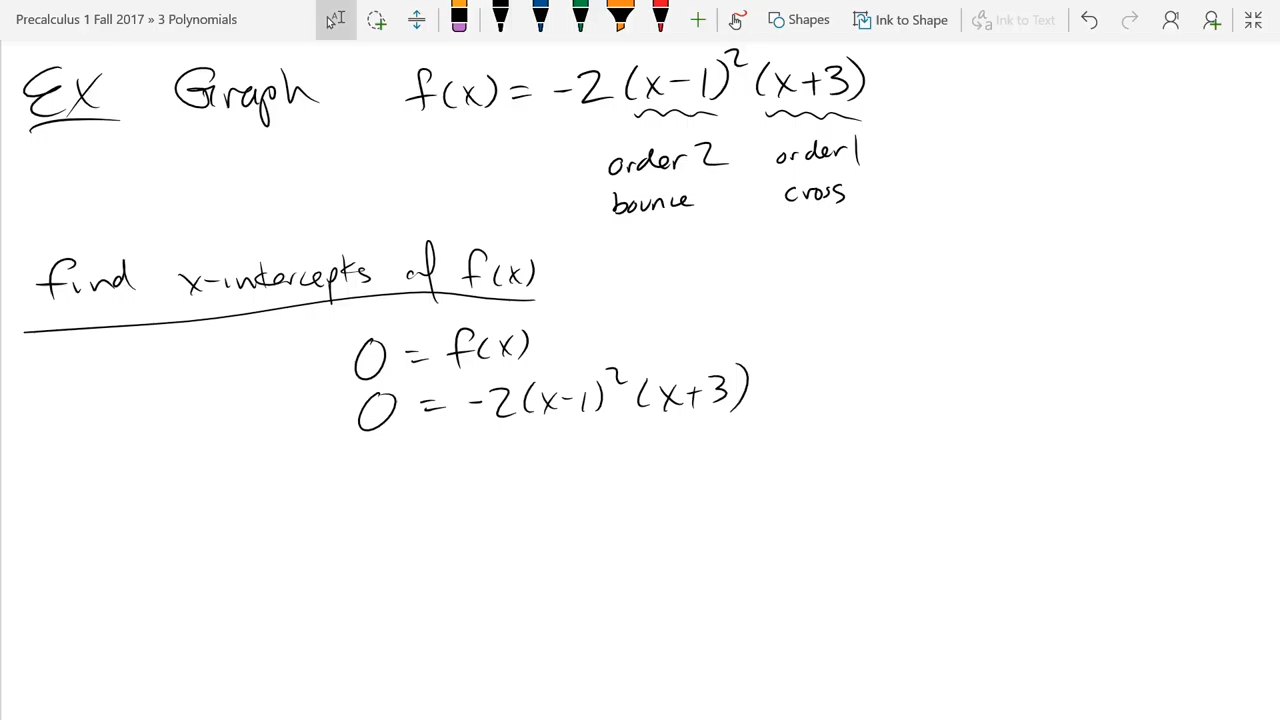 Precalculus 1 Fall 2017 » 3 Polynomials
Shapes
Ink to Shape
Ink to Text
Ex Graph f(x) = -2(x-1)²(x+3)
order 2 order 1
bounce cross
find x-intercepts of f(x)
0 = f(x)
0 = -2(x-1)²(x+3)